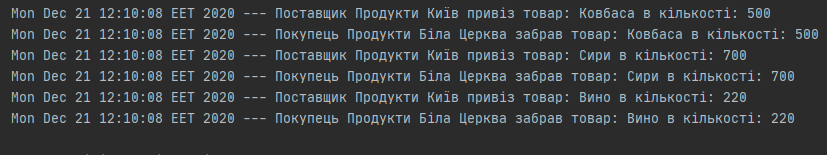 Mon Dec 21 12:10:08 EET 2020 --- Поставщик Продукти Київ привіз товар: Ковбаса в кількості: 500
Mon Dec 21 12:10:08 EET 2020 --- Покупець Продукти Біла Церква забрав товар: Ковбаса в кількості: 500
Mon Dec 21 12:10:08 EET 2020 --- Поставщик Продукти Київ привіз товар: Сири в кількості: 700
Mon Dec 21 12:10:08 EET 2020 --- Покупець Продукти Біла Церква забрав товар: Сири в кількості: 700
Mon Dec 21 12:10:08 EET 2020 --- Поставщик Продукти Київ привіз товар: Вино в кількості: 220
Mon Dec 21 12:10:08 EET 2020 --- Покупець Продукти Біла Церква забрав товар: Вино в кількості: 220